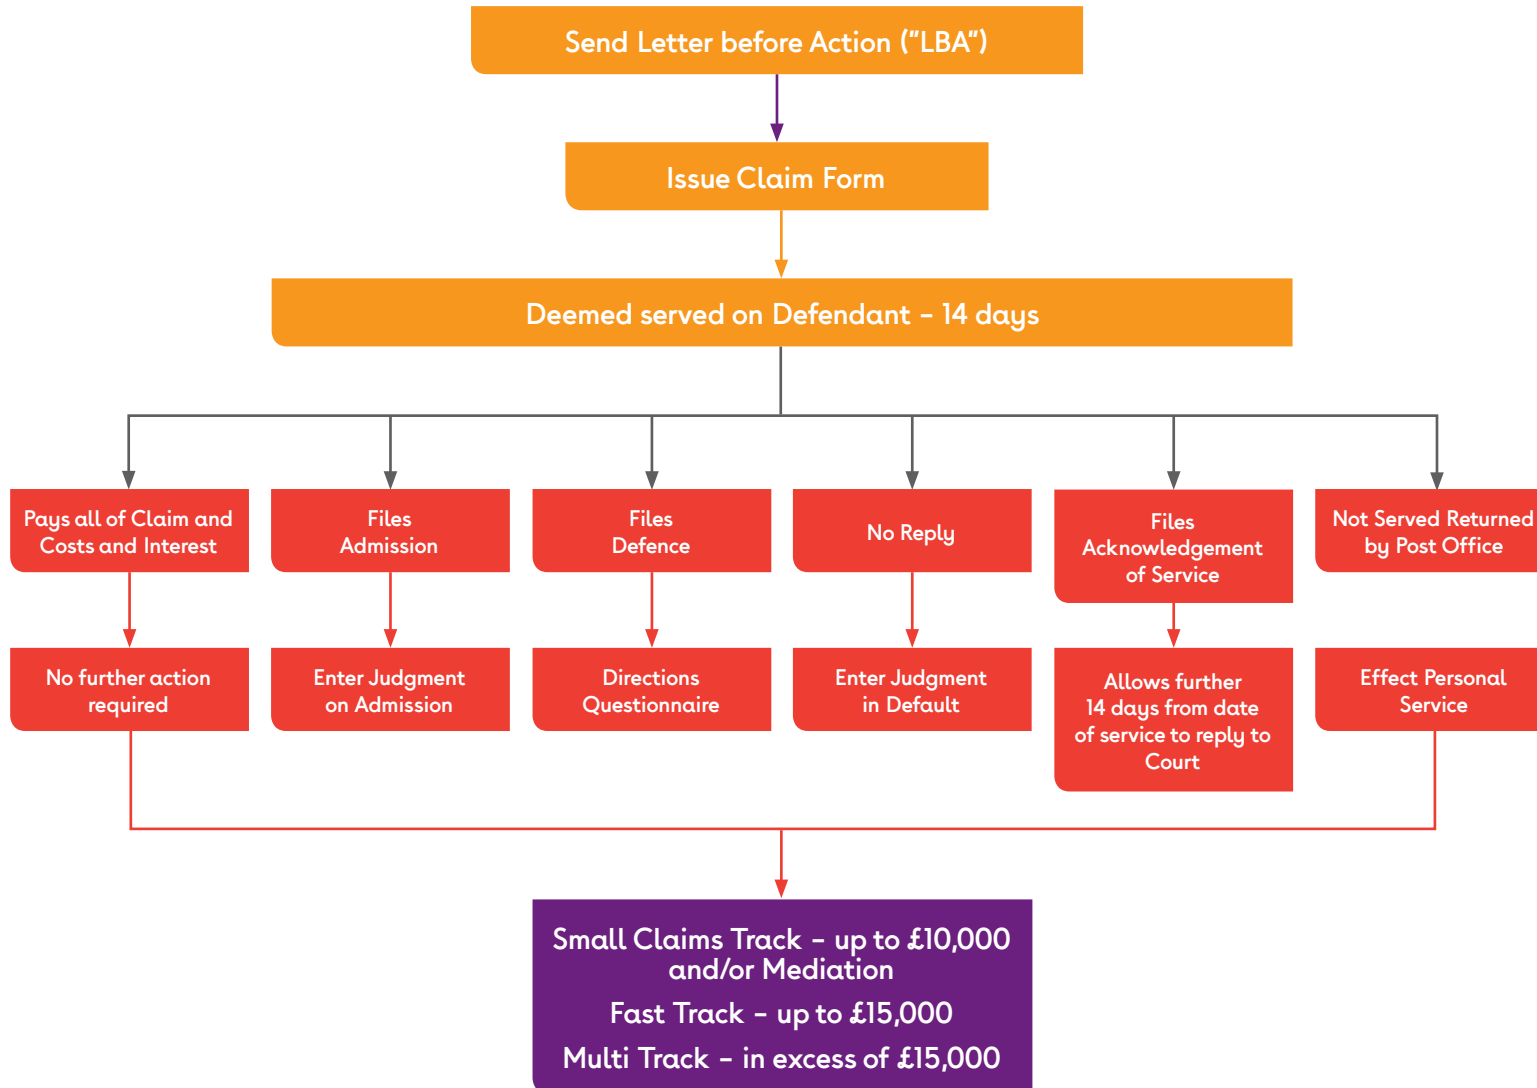 Send Letter before Action ("LBA")
Issue Claim Form
Deemed served on Defendant – 14 days
Pays all of Claim and
Costs and Interest
Files
Admission
Files
Defence
No Reply
Files
Acknowledgement
of Service
Not Served Returned
by Post Office
No further action
required
Enter Judgment
on Admission
Directions
Questionnaire
Enter Judgment
in Default
Allows further
14 days from date
of service to reply to
Court
Effect Personal
Service
Small Claims Track – up to £10,000
and/or Mediation
Fast Track – up to £15,000
Multi Track – in excess of £15,000